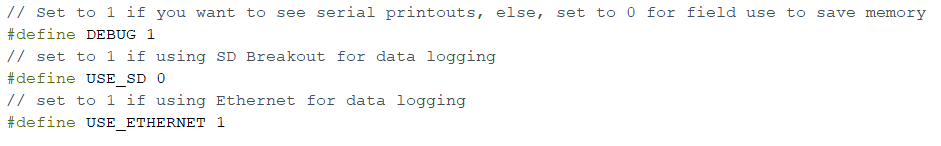 // Set to 1 if you want to see serial printouts, else, set to 0 for field use to save memory
#define DEBUG 1
// set to 1 if using SD Breakout for data logging
#define USE_SD 0
// set to 1 if using Ethernet for data logging
#define USE_ETHERNET 1